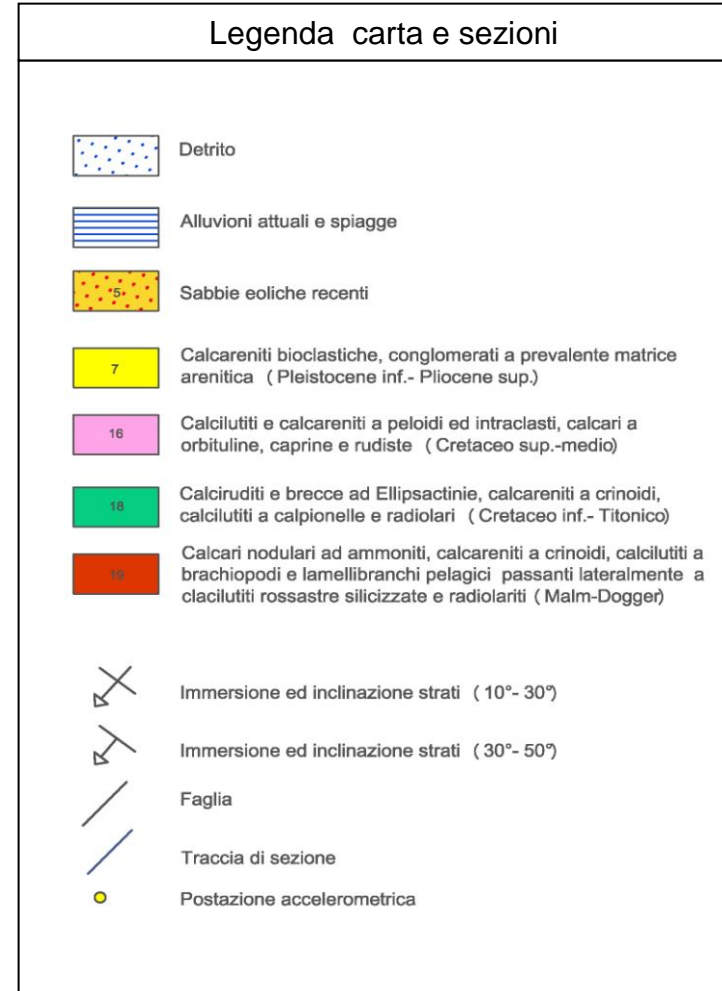 Legenda carta e sezioni
Detrito
Alluvioni attuali e spiagge
5
Sabbie eoliche recenti
7
Calcareniti bioclastiche, conglomerati a prevalente matrice
arenitica ( Pleistocene inf.- Pliocene sup.)
16
Calcilutiti e calcareniti a peloidi ed intraclasti, calcari a
orbituline, caprine e rudiste ( Cretaceo sup.-medio)
18
Calciruditi e brecce ad Ellipsactinie, calcareniti a crinoidi,
calcilutiti a calpionelle e radiolari ( Cretaceo inf.- Titonico)
19
Calcari nodulari ad ammoniti, calcareniti a crinoidi, calcilutiti a
brachiopodi e lamellibranchi pelagici passanti lateralmente a
clacilutiti rossastre silicizzate e radiolariti ( Malm-Dogger)
Immersione ed inclinazione strati ( 10°- 30°)
Immersione ed inclinazione strati ( 30°- 50°)
Faglia
Traccia di sezione
Postazione accelerometrica